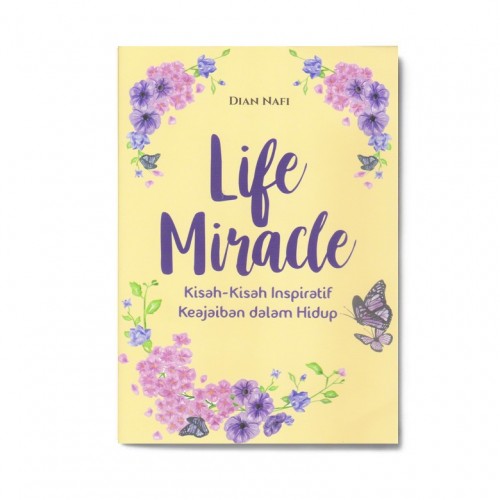 Dian Nafi
Life
Miracle
Kisah-Kisah Inspiratif
Keajaiban dalam Hidup